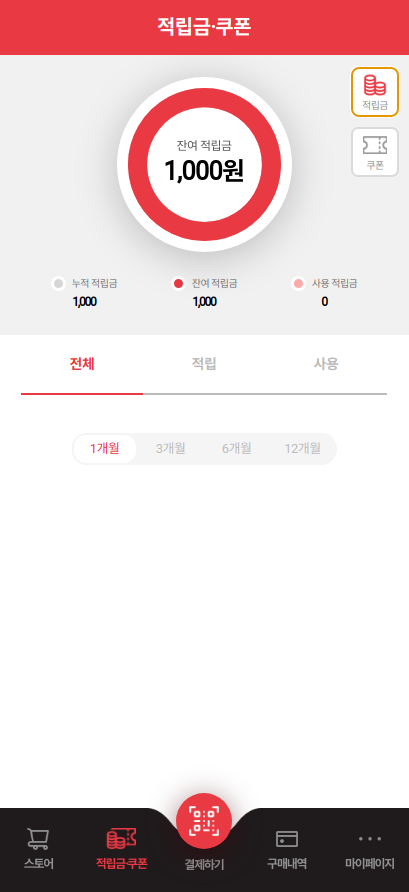 적립금·쿠폰
적립금
쿠폰
잔여 적립금
1,000원
누적 적립금 잔여 적립금 사용 적립금
1,000 1,000 0
전체 적립 사용
1개월 3개월 6개월 12개월
스토어 적립금·쿠폰 결제하기 구매내역 마이페이지